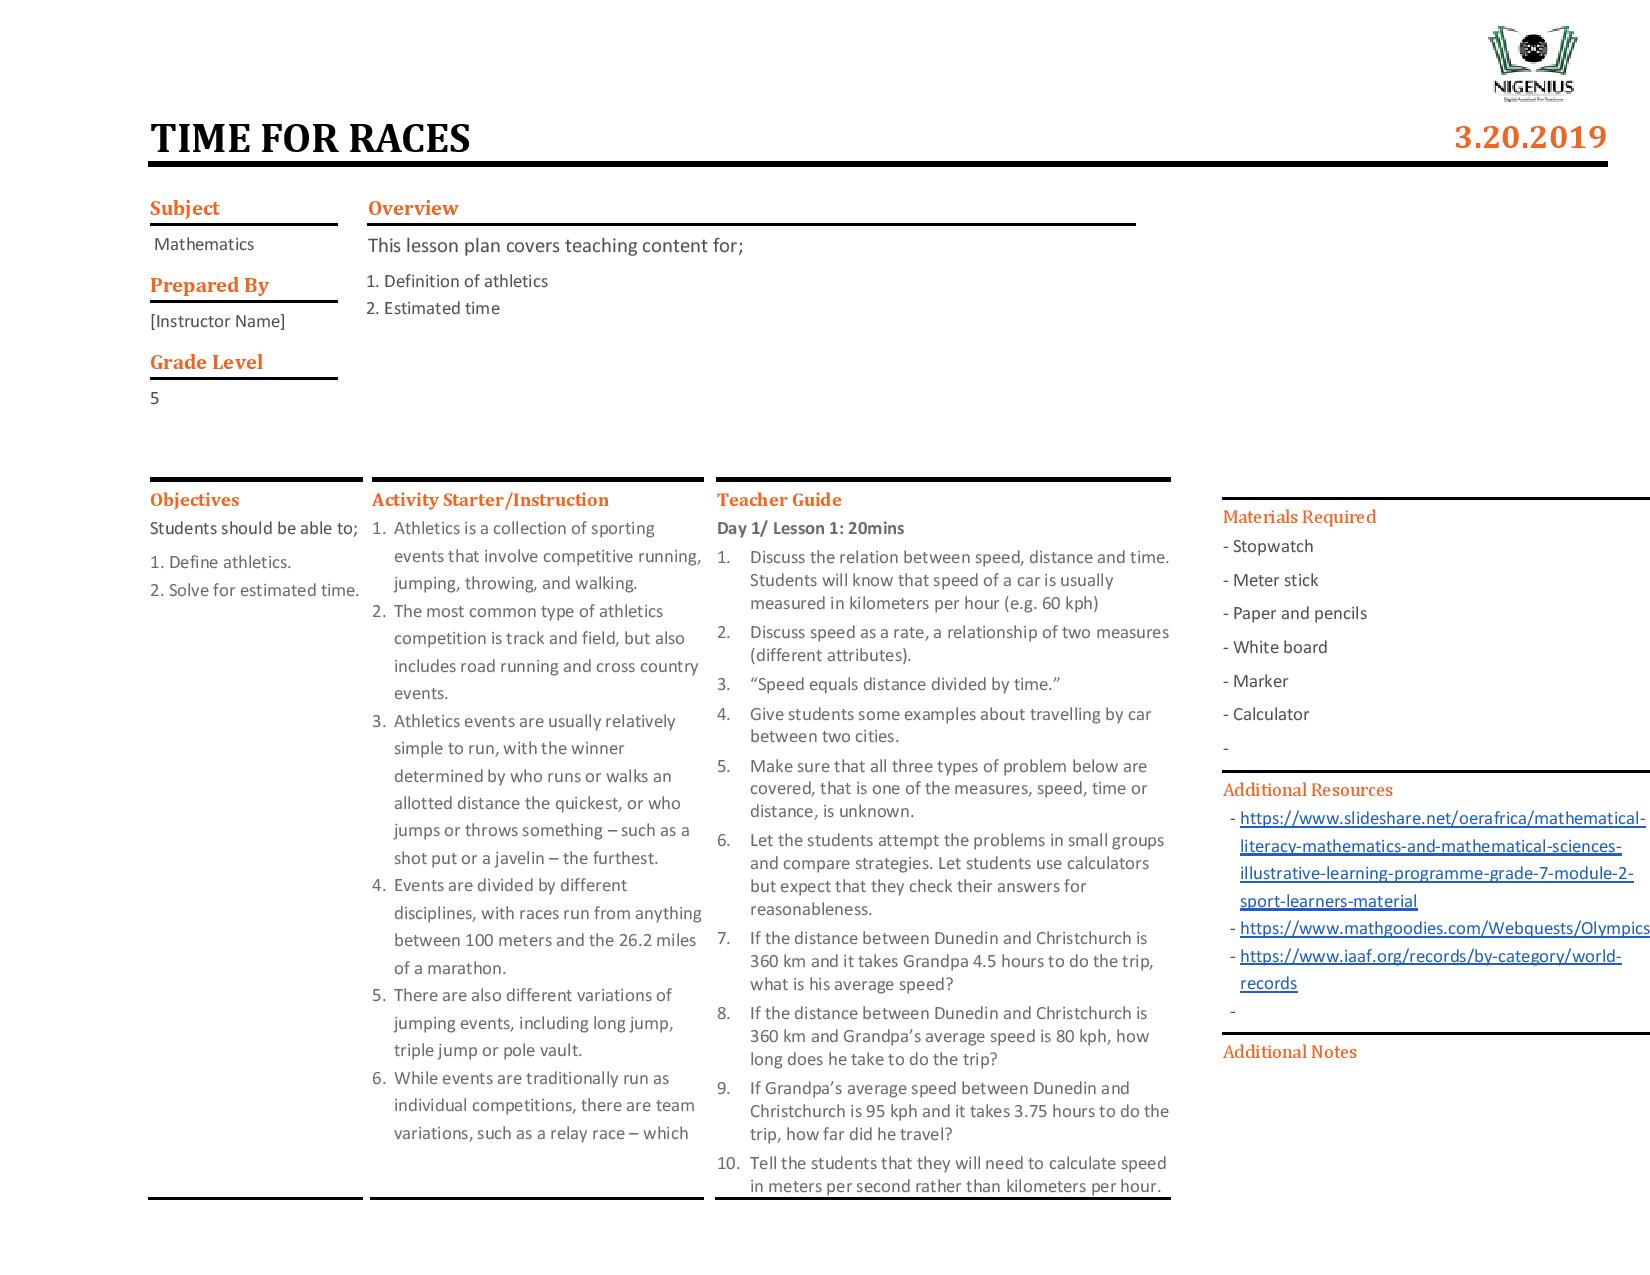 NIGENIUS
Digital Assistant For Teachers
TIME FOR RACES
3.20.2019
Subject
Mathematics
Prepared By
[Instructor Name]
Grade Level
5
Overview
This lesson plan covers teaching content for;
1. Definition of athletics
2. Estimated time
Objectives
Students should be able to;
1. Define athletics.
2. Solve for estimated time.
Activity Starter/Instruction
1. Athletics is a collection of sporting
events that involve competitive running,
jumping, throwing, and walking.
2. The most common type of athletics
competition is track and field, but also
includes road running and cross country
events.
3. Athletics events are usually relatively
simple to run, with the winner
determined by who runs or walks an
allotted distance the quickest, or who
jumps or throws something – such as a
shot put or a javelin – the furthest.
4. Events are divided by different
disciplines, with races run from anything
between 100 meters and the 26.2 miles
of a marathon.
5. There are also different variations of
jumping events, including long jump,
triple jump or pole vault.
6. While events are traditionally run as
individual competitions, there are team
variations, such as a relay race – which
Teacher Guide
Day 1/ Lesson 1: 20mins
1. Discuss the relation between speed, distance and time.
Students will know that speed of a car is usually
measured in kilometers per hour (e.g. 60 kph)
2. Discuss speed as a rate, a relationship of two measures
(different attributes).
3. “Speed equals distance divided by time.”
4. Give students some examples about travelling by car
between two cities.
5. Make sure that all three types of problem below are
covered, that is one of the measures, speed, time or
distance, is unknown.
6. Let the students attempt the problems in small groups
and compare strategies. Let students use calculators
but expect that they check their answers for
reasonableness.
7. If the distance between Dunedin and Christchurch is
360 km and it takes Grandpa 4.5 hours to do the trip,
what is his average speed?
8. If the distance between Dunedin and Christchurch is
360 km and Grandpa’s average speed is 80 kph, how
long does he take to do the trip?
9. If Grandpa’s average speed between Dunedin and
Christchurch is 95 kph and it takes 3.75 hours to do the
trip, how far did he travel?
10. Tell the students that they will need to calculate speed
in meters per second rather than kilometers per hour.
Materials Required
- Stopwatch
- Meter stick
- Paper and pencils
- White board
- Marker
- Calculator
-
Additional Resources
- https://www.slideshare.net/oerafrica/mathematical-
literacy-mathematics-and-mathematical-sciences-
illustrative-learning-programme-grade-7-module-2-
sport-learners-material
- https://www.mathgoodies.com/Webquests/Olympics
- https://www.iaaf.org/records/by-category/world-
records
-
Additional Notes